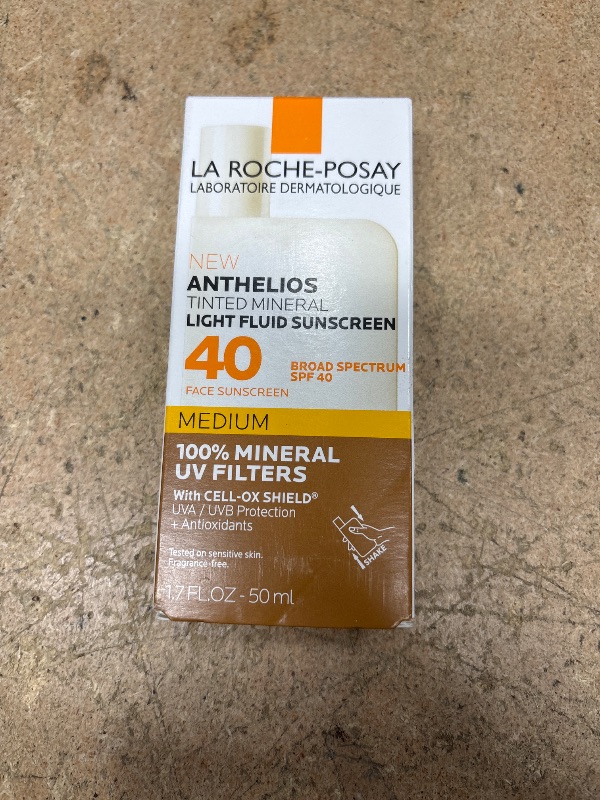 LA ROCHE-POSAY
LABORATOIRE DERMATOLOGIQUE
NEW
ANTHELIOS
TINTED MINERAL
LIGHT FLUID SUNSCREEN
40
BROAD SPECTRUM
SPF 40
FACE SUNSCREEN
MEDIUM
100% MINERAL
UV FILTERS
With CELL-OX SHIELD®
UVA / UVB Protection
+ Antioxidants
SHAKE
Tested on sensitive skin.
Fragrance-free.
1.7 FL.OZ - 50 ml